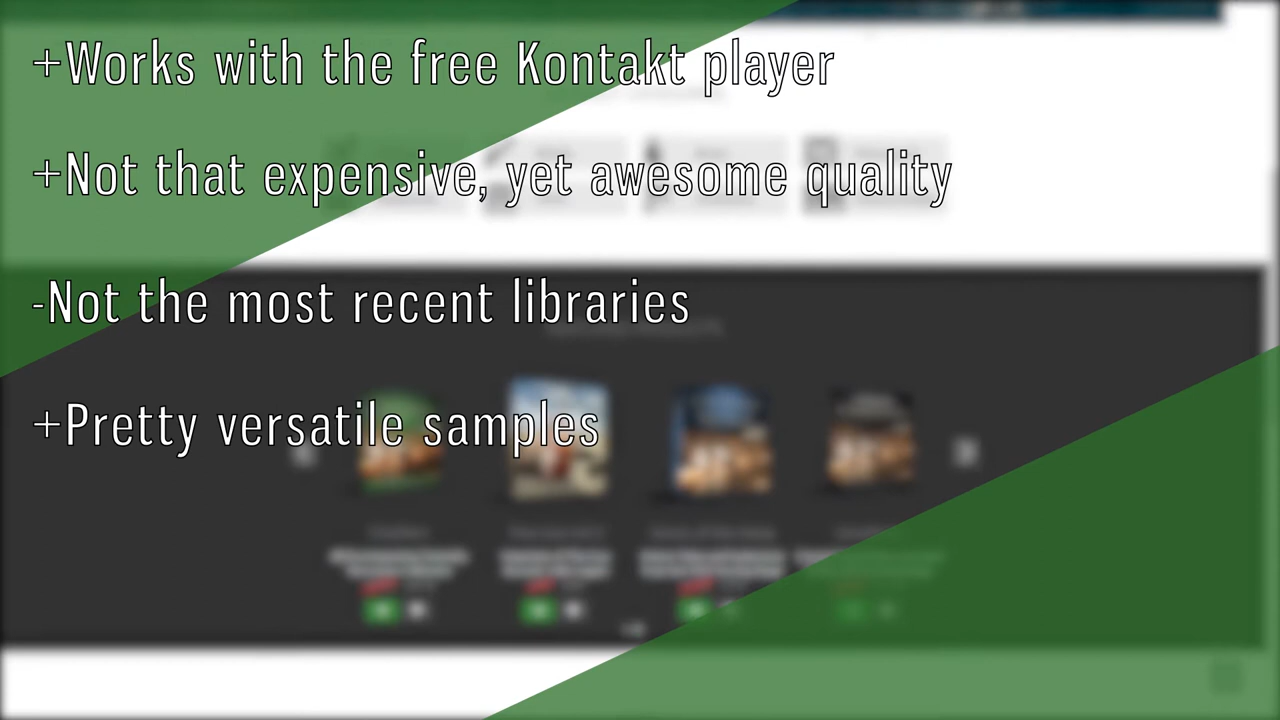 +Works with the free Kontakt player
+Not that expensive, yet awesome quality
-Not the most recent libraries
+Pretty versatile samples